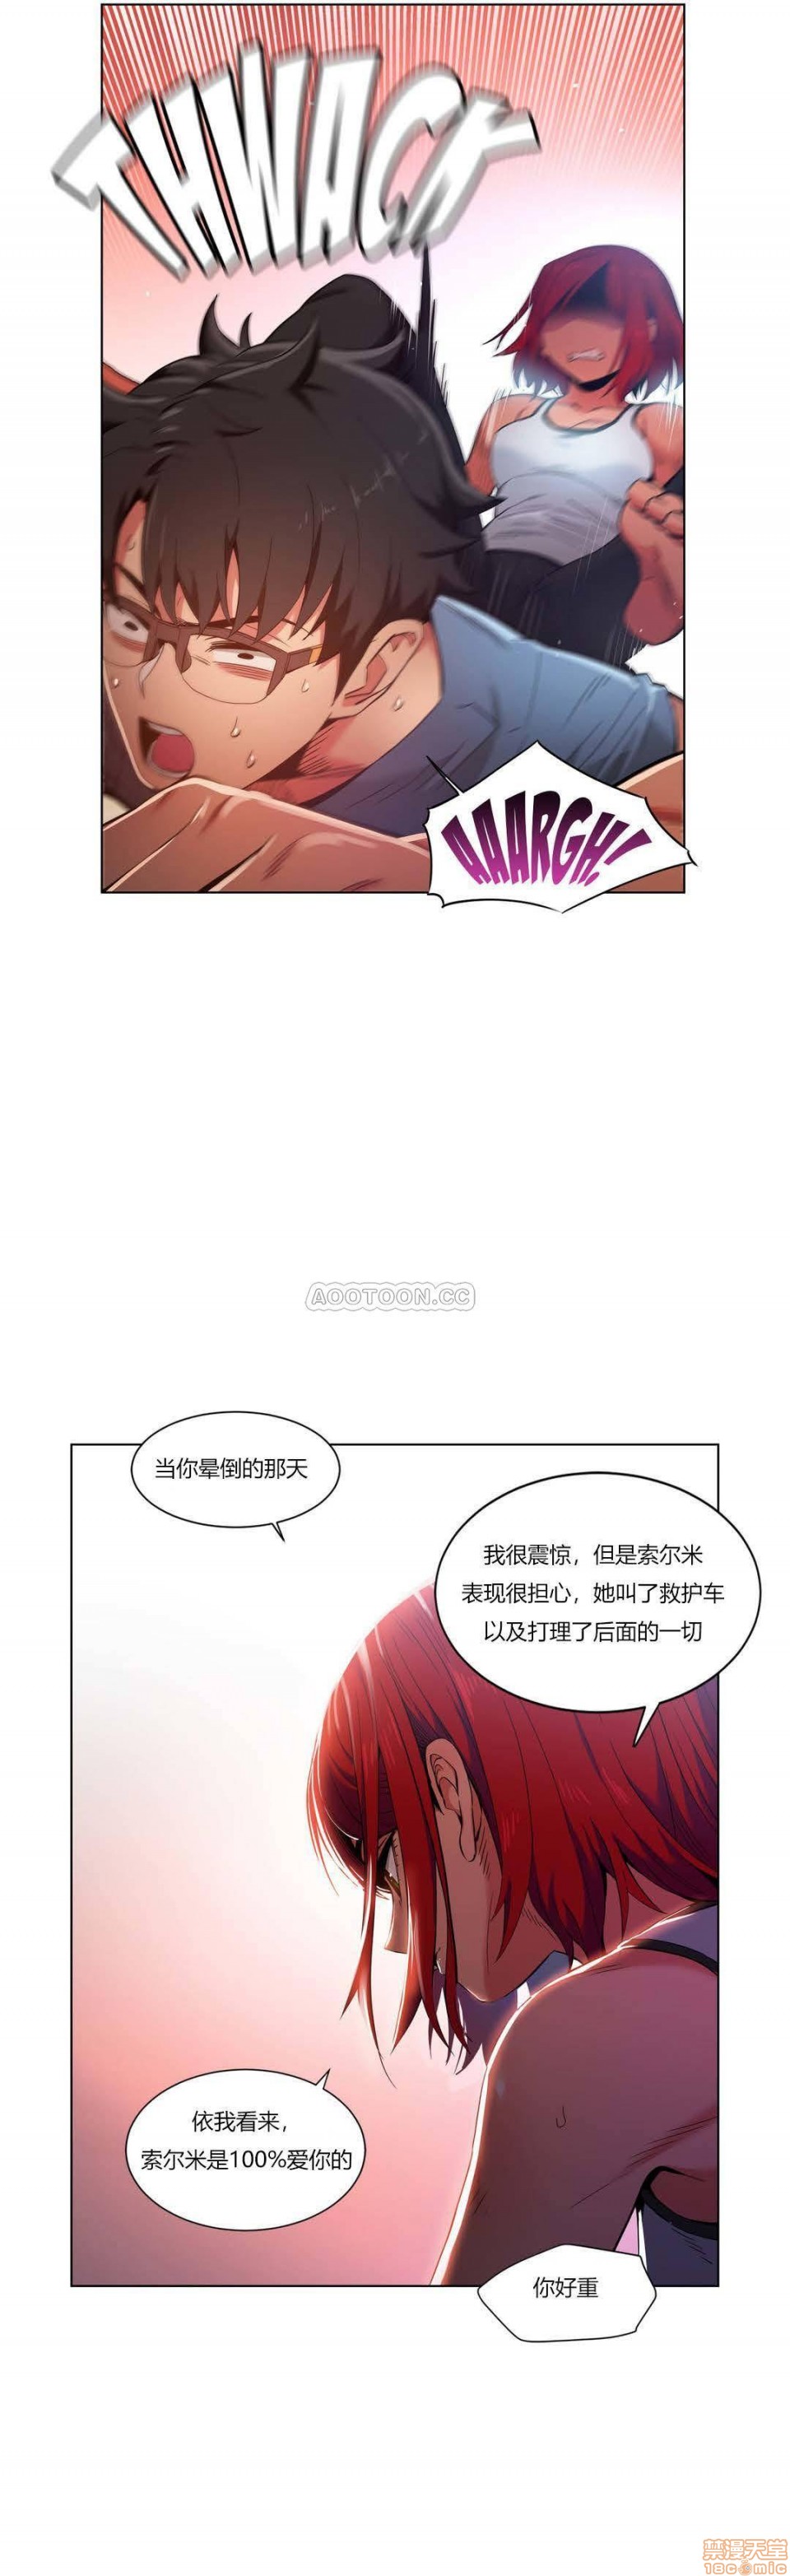 THWACK
AAARGH!
AOOTOON.CC
当你晕倒的那天
我很震惊，但是索尔米
表现很担心，她叫了救护车
以及打理了后面的一切
依我看来，
索尔米是100%爱你的
你好重
禁漫天堂
18comic